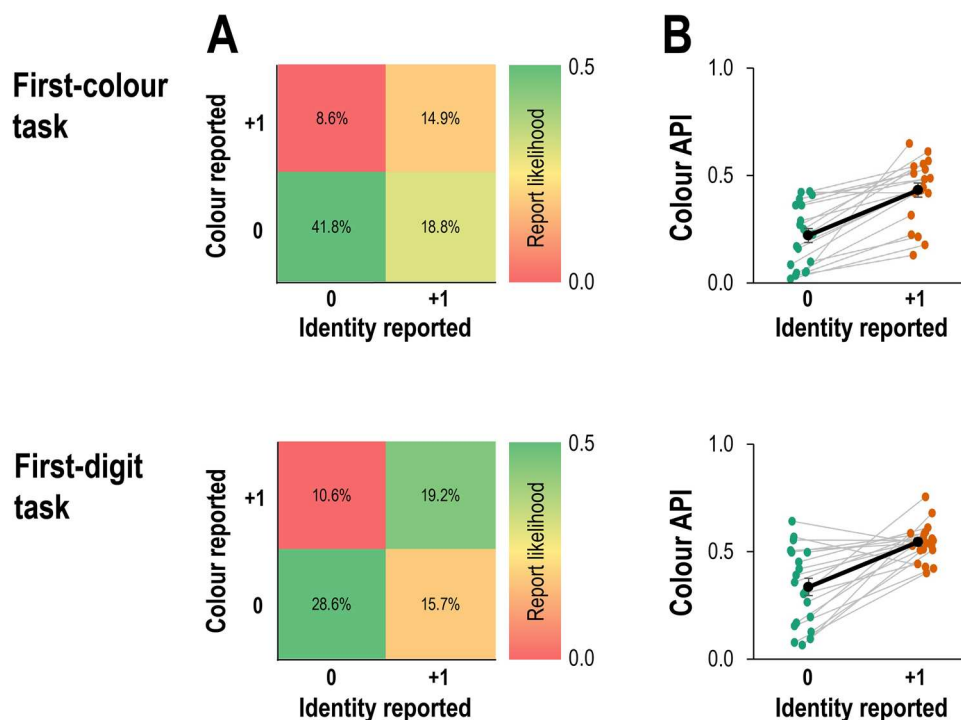 A
B
First-colour
task
Colour reported
+1
0
8.6%
14.9%
41.8%
18.8%
0
+1
Identity reported
Report likelihood
0.5
0.0
Colour API
1.0
0.5
0.0
0
+1
Identity reported
First-digit
task
Colour reported
+1
0
10.6%
19.2%
28.6%
15.7%
0
+1
Identity reported
Report likelihood
0.5
0.0
Colour API
1.0
0.5
0.0
0
+1
Identity reported